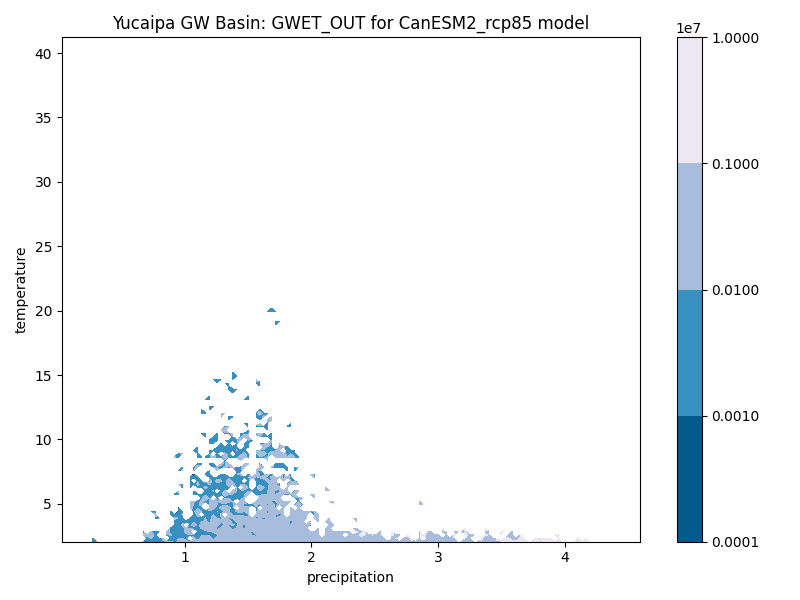 Yucaipa GW Basin: GWET_OUT for CanESM2_rcp85 model
1e7
1.0000
0.1000
0.0100
0.0010
0.0001
40
35
30
25
20
15
10
5
temperature
1 2 3 4
precipitation